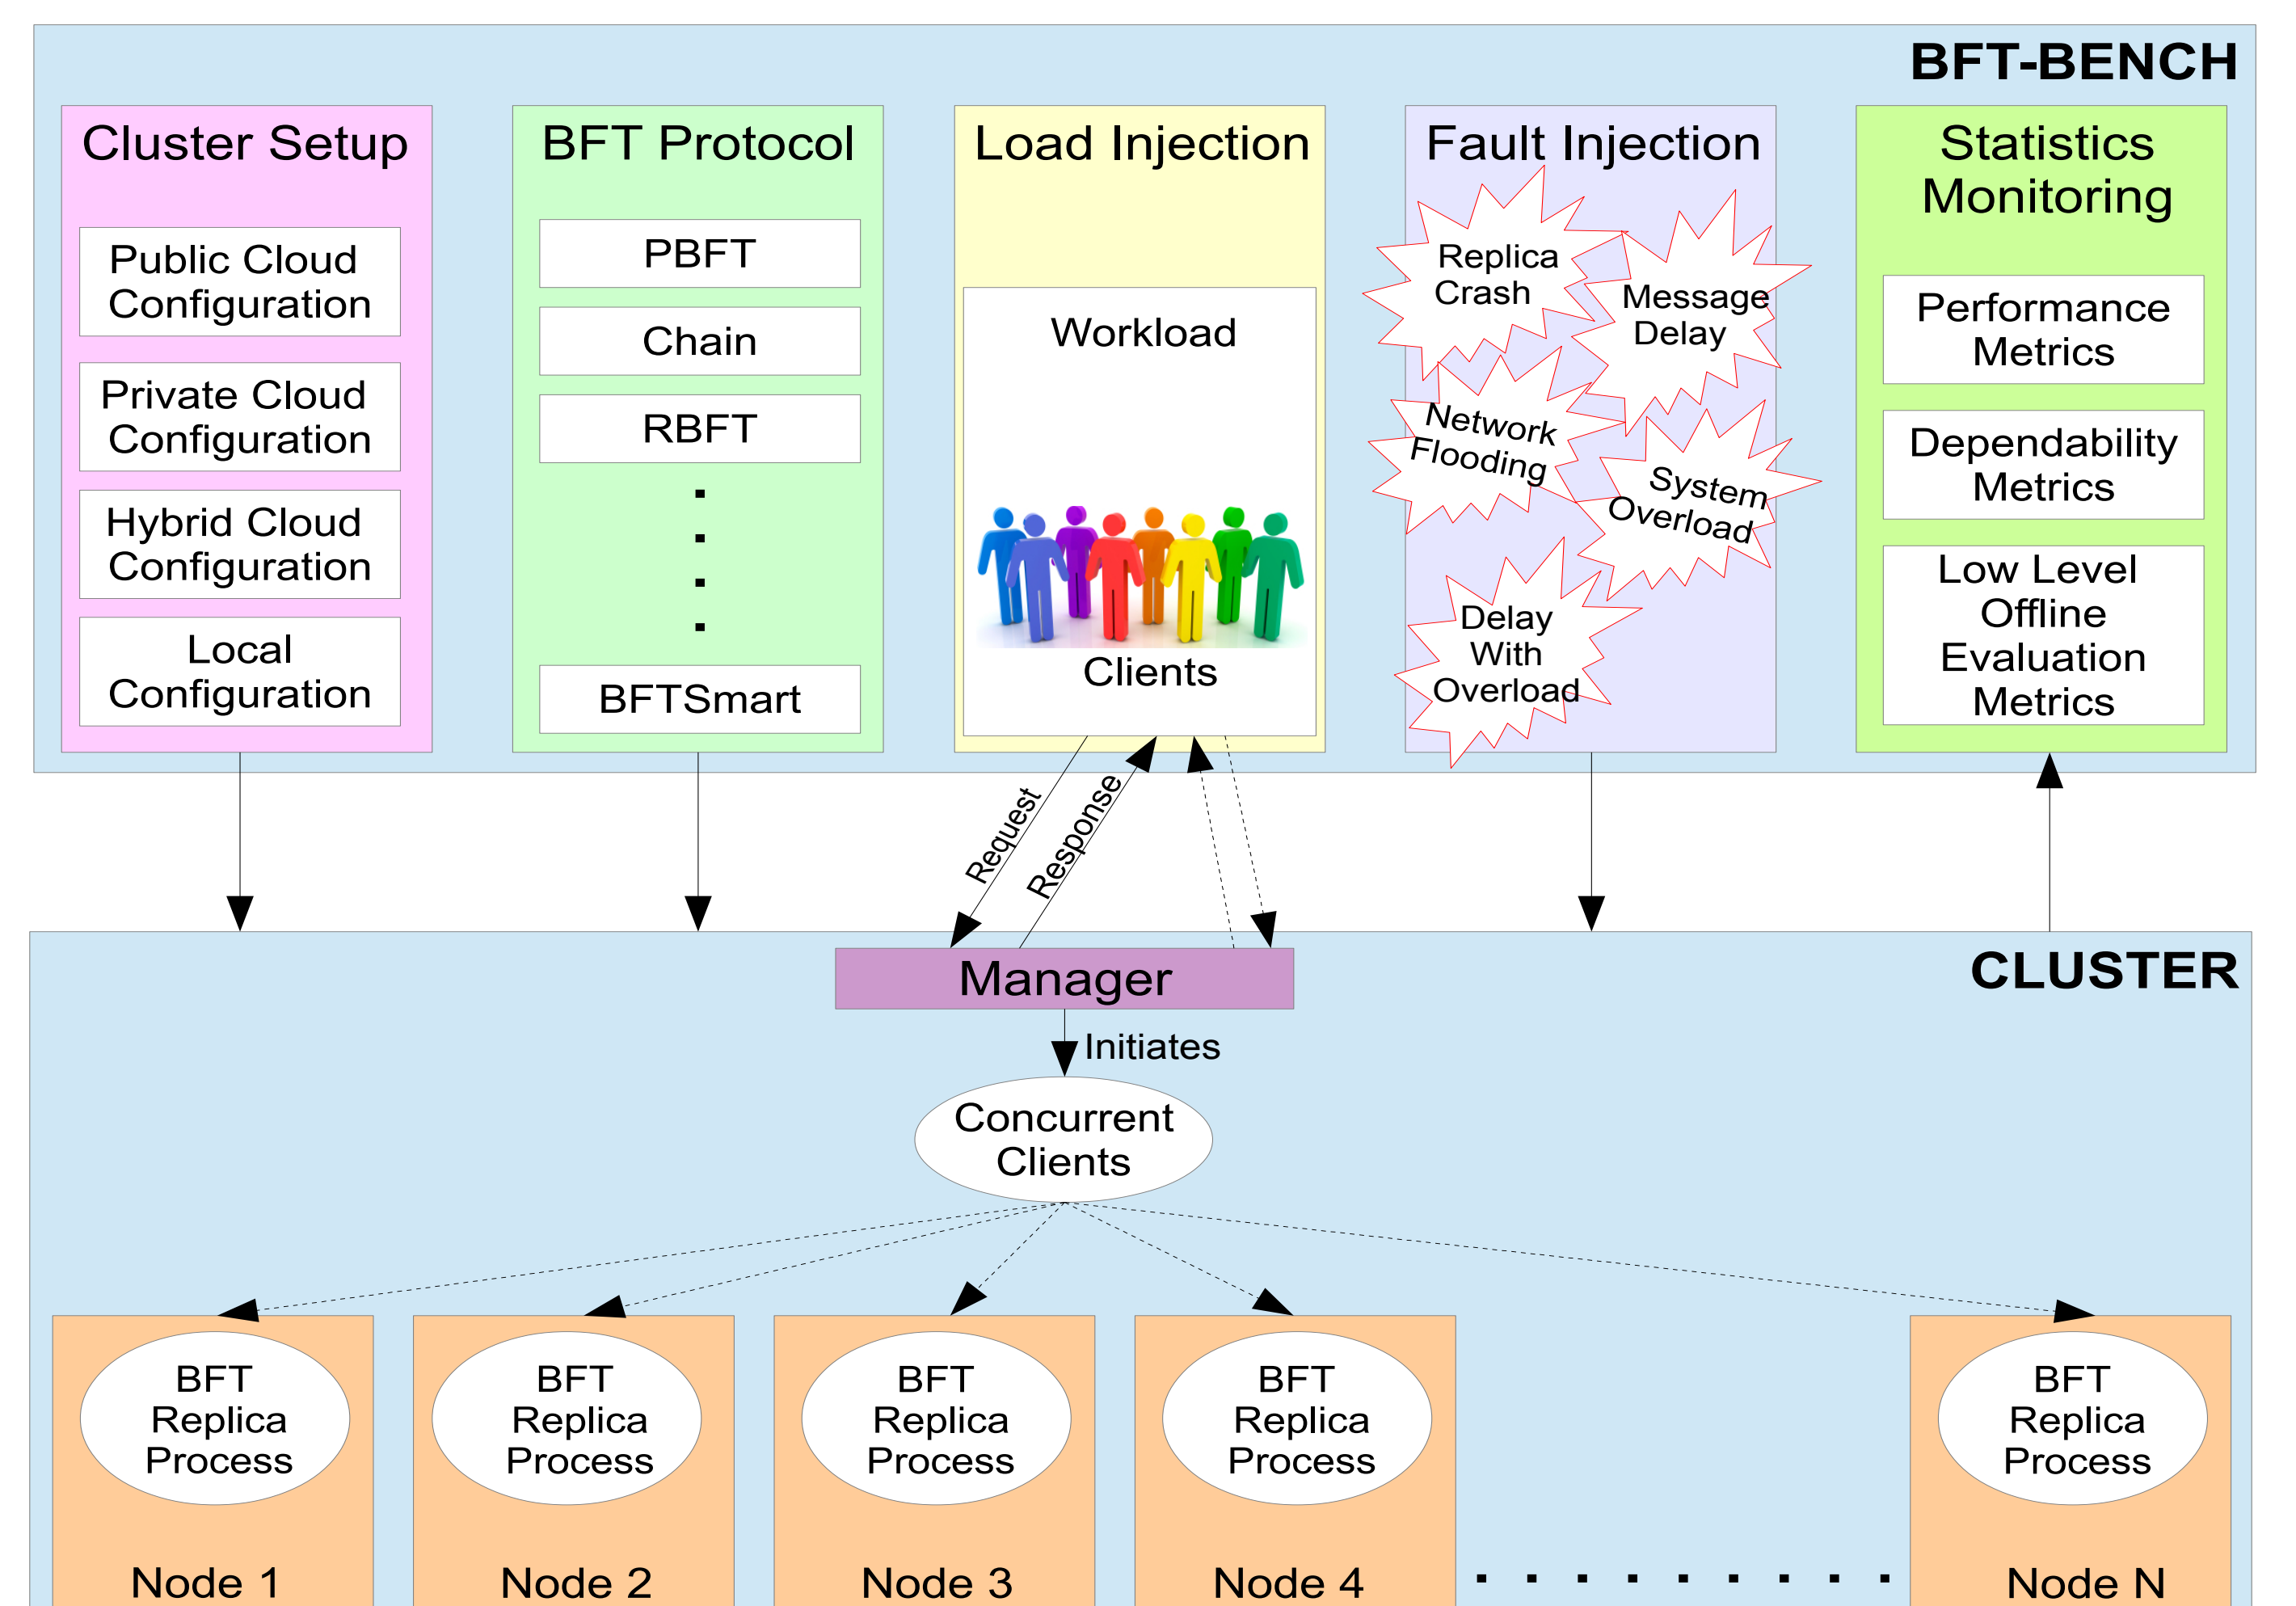 BFT-BENCH
Cluster Setup
Public Cloud
Configuration
Private Cloud
Configuration
Hybrid Cloud
Configuration
Local
Configuration
BFT Protocol
PBFT
Chain
RBFT
BFTSmart
Load Injection
Workload
Clients
Fault Injection
Replica
Crash
Message
Delay
Network
Flooding
System
Overload
Delay
With
Overload
Statistics
Monitoring
Performance
Metrics
Dependability
Metrics
Low Level
Offline
Evaluation
Metrics
Request
Response
CLUSTER
Manager
Initiates
Concurrent
Clients
BFT
Replica
Process
Node 1
BFT
Replica
Process
Node 2
BFT
Replica
Process
Node 3
BFT
Replica
Process
Node 4
BFT
Replica
Process
Node N